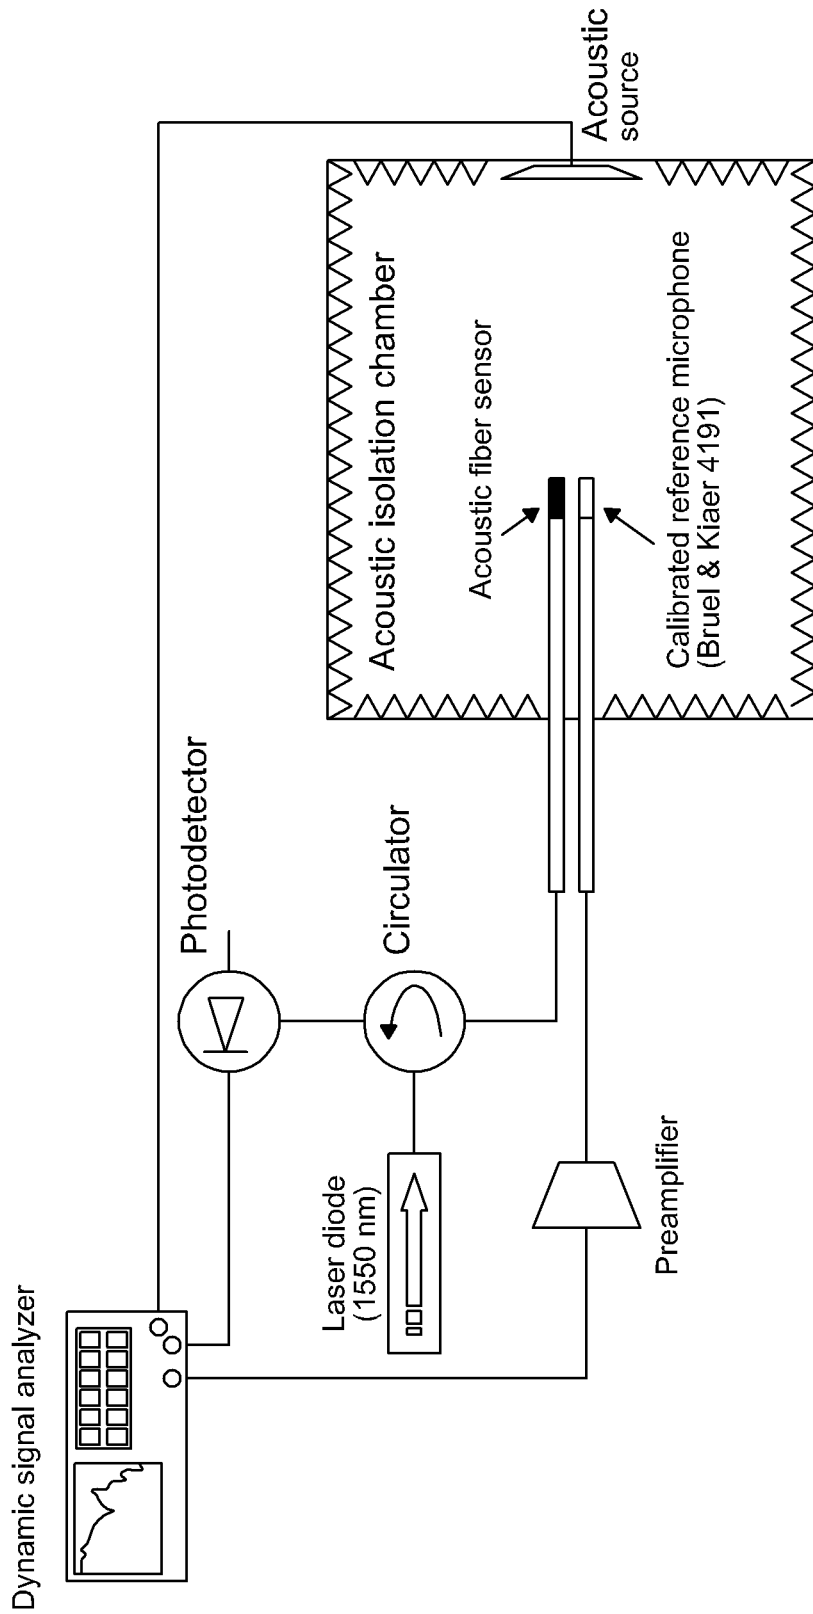 Dynamic signal analyzer
Photodetector
Laser diode
(1550 nm)
Circulator
Preamplifier
Acoustic isolation chamber
Acoustic fiber sensor
Calibrated reference microphone
(Bruel & Kiaer 4191)
Acoustic
source